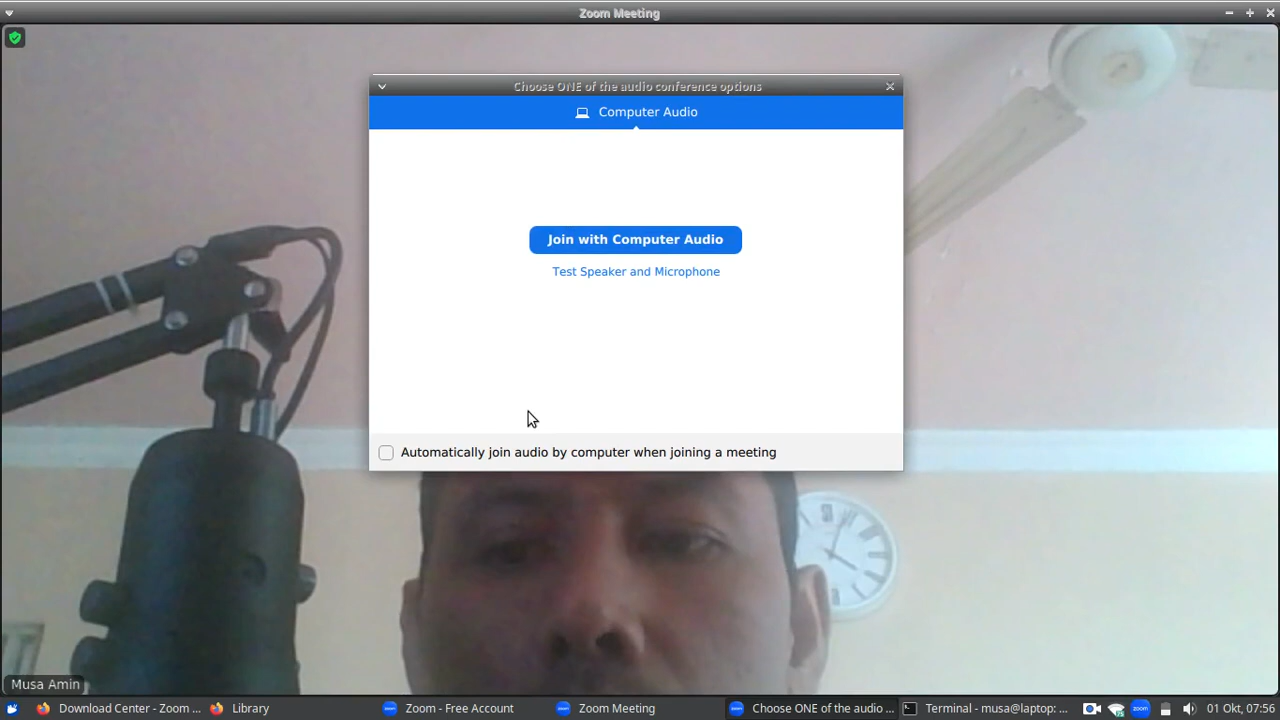 Zoom Meeting
Choose ONE of the audio conference options
Computer Audio
Join with Computer Audio
Test Speaker and Microphone
Automatically join audio by computer when joining a meeting
Musa Amin
Download Center - Zoom ...
Library
Zoom - Free Account
Zoom Meeting
Choose ONE of the audio ...
Terminal - musa@laptop: ...
zoom
01 Okt, 07:56